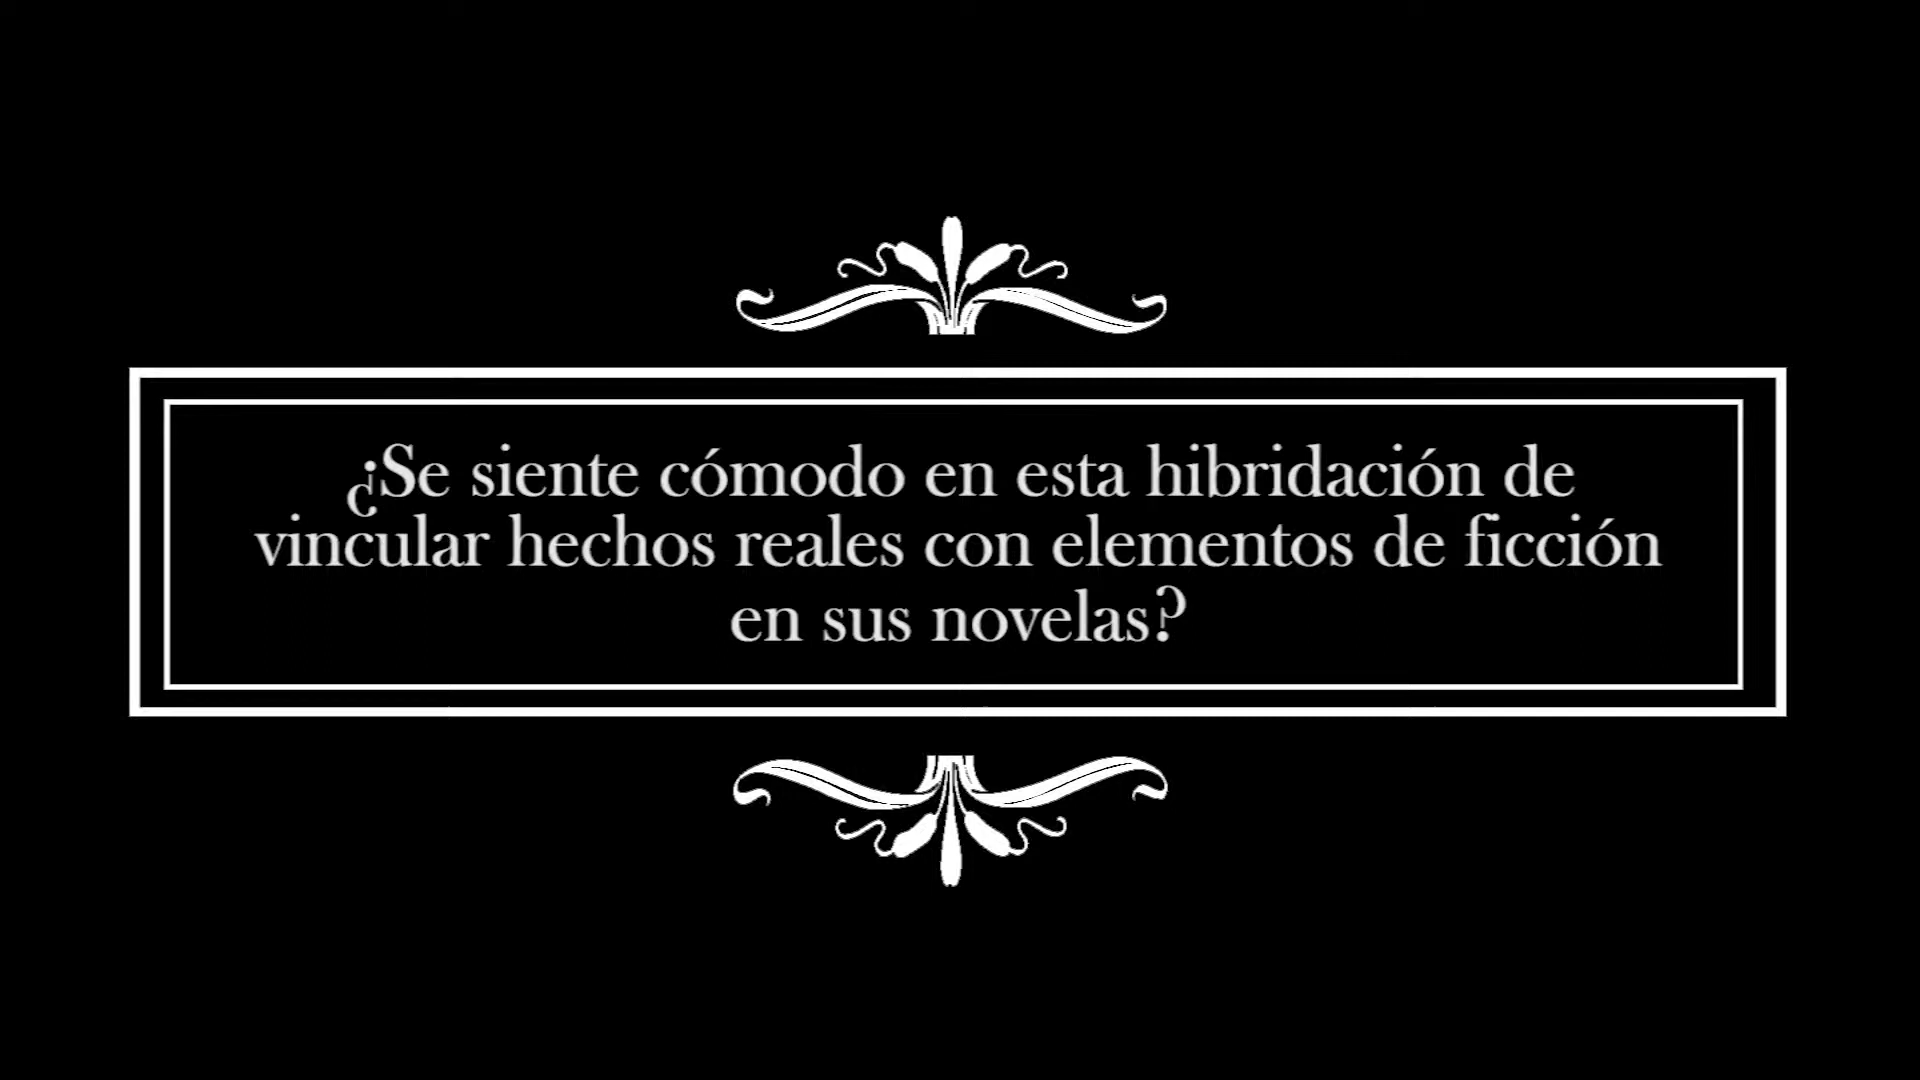 ¿Se siente cómodo en esta hibridación de
vincular hechos reales con elementos de ficción
en sus novelas?